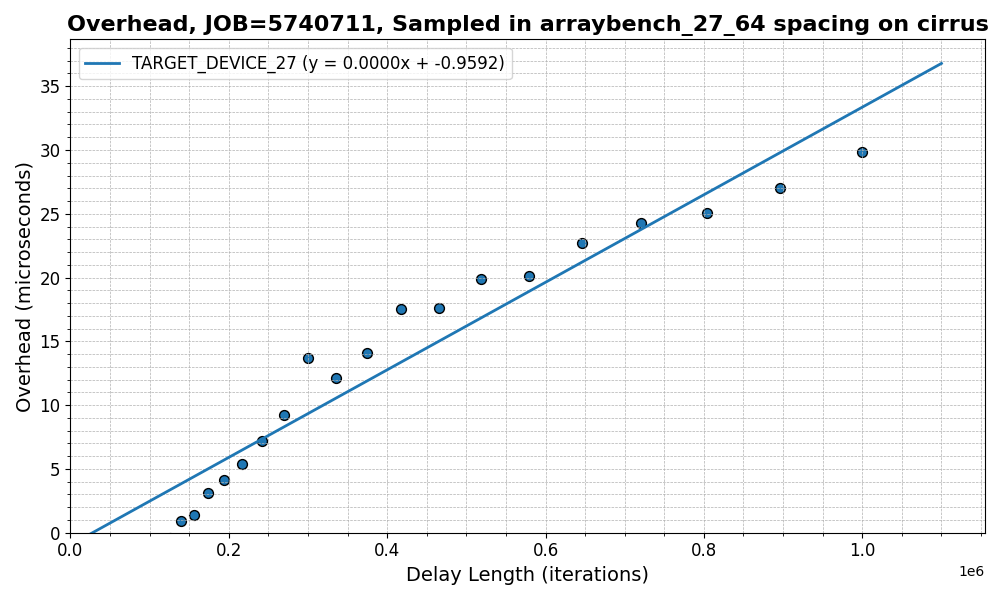 Overhead, JOB=5740711, Sampled in arraybench_27_64 spacing on cirrus
TARGET_DEVICE_27 (y = 0.0000x + -0.9592)
35
30
25
20
15
10
5
0
Overhead (microseconds)
0.0 0.2 0.4 0.6 0.8 1.0
1e6
Delay Length (iterations)